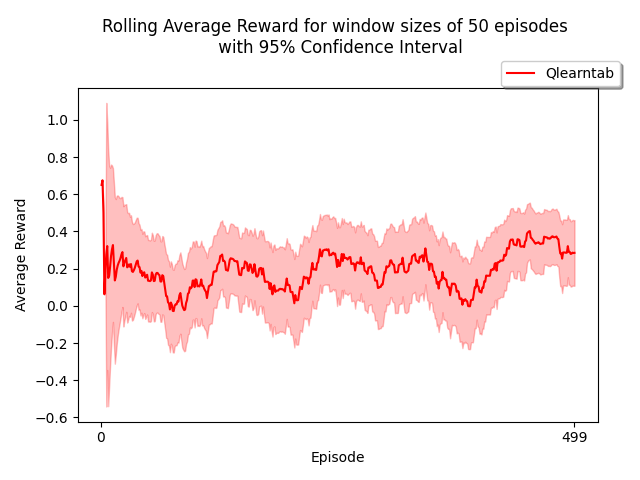 Rolling Average Reward for window sizes of 50 episodes
with 95% Confidence Interval
Qlearntab
1.0
0.8
0.6
0.4
0.2
0.0
−0.2
−0.4
−0.6
Average Reward
0
499
Episode